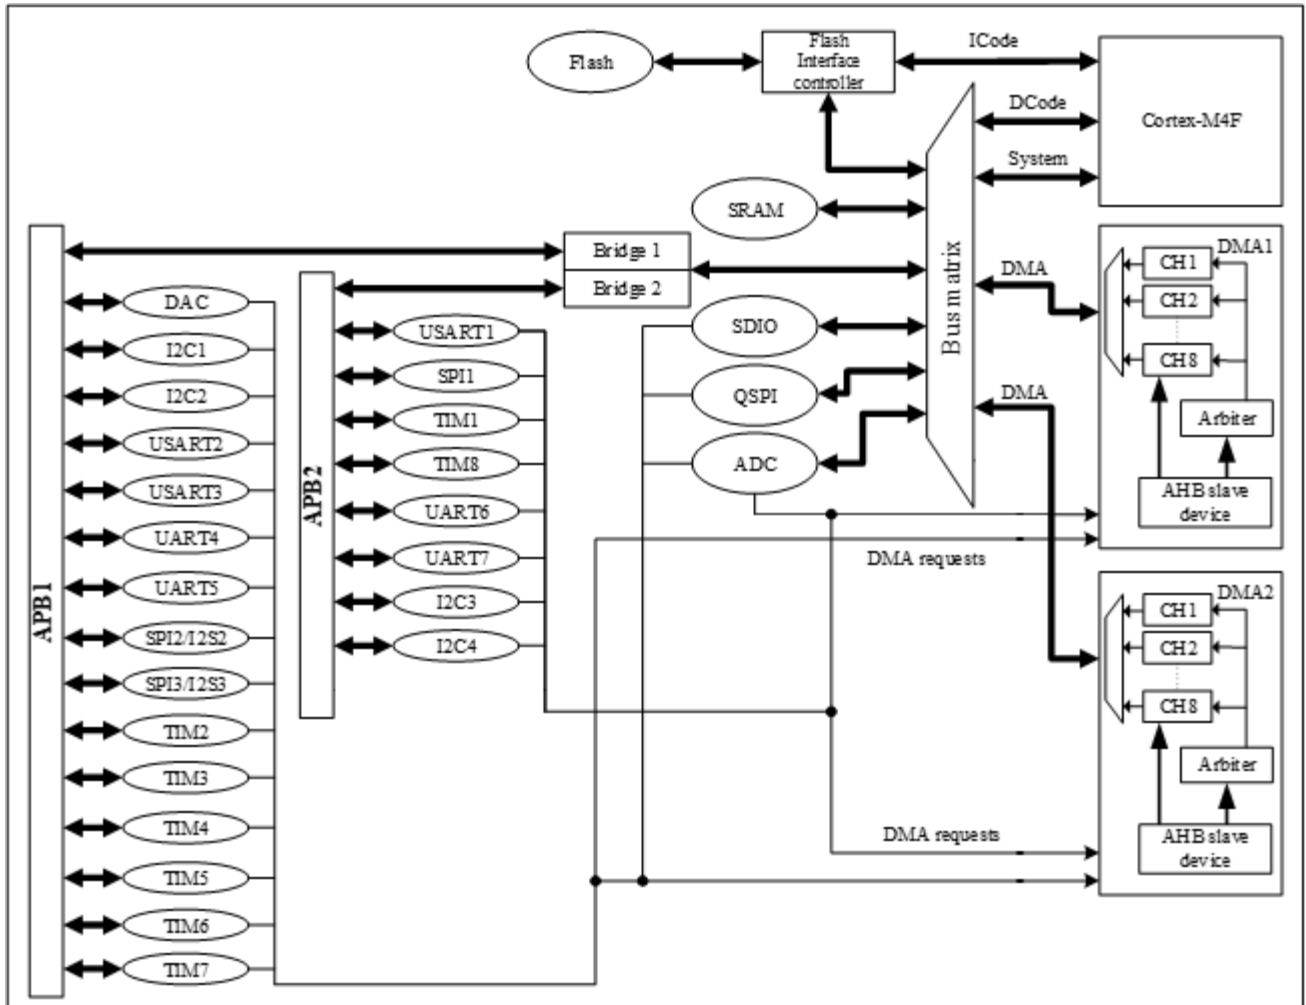 Flash
Flash
Interface
controller
ICode
DCode
System
Cortex-M4F
SRAM
Bus matrix
Bridge 1
Bridge 2
SDIO
QSPI
ADC
DMA
DMA
DMA1
CH1
CH2
CH8
Arbiter
AHB slave
device
DMA requests
DMA2
CH1
CH2
CH8
Arbiter
AHB slave
device
DMA requests
APB1
DAC
I2C1
I2C2
USART2
USART3
UART4
UART5
SPI2/I2S2
SPI3/I2S3
TIM2
TIM3
TIM4
TIM5
TIM6
TIM7
APB2
USART1
SPI1
TIM1
TIM8
UART6
UART7
I2C3
I2C4